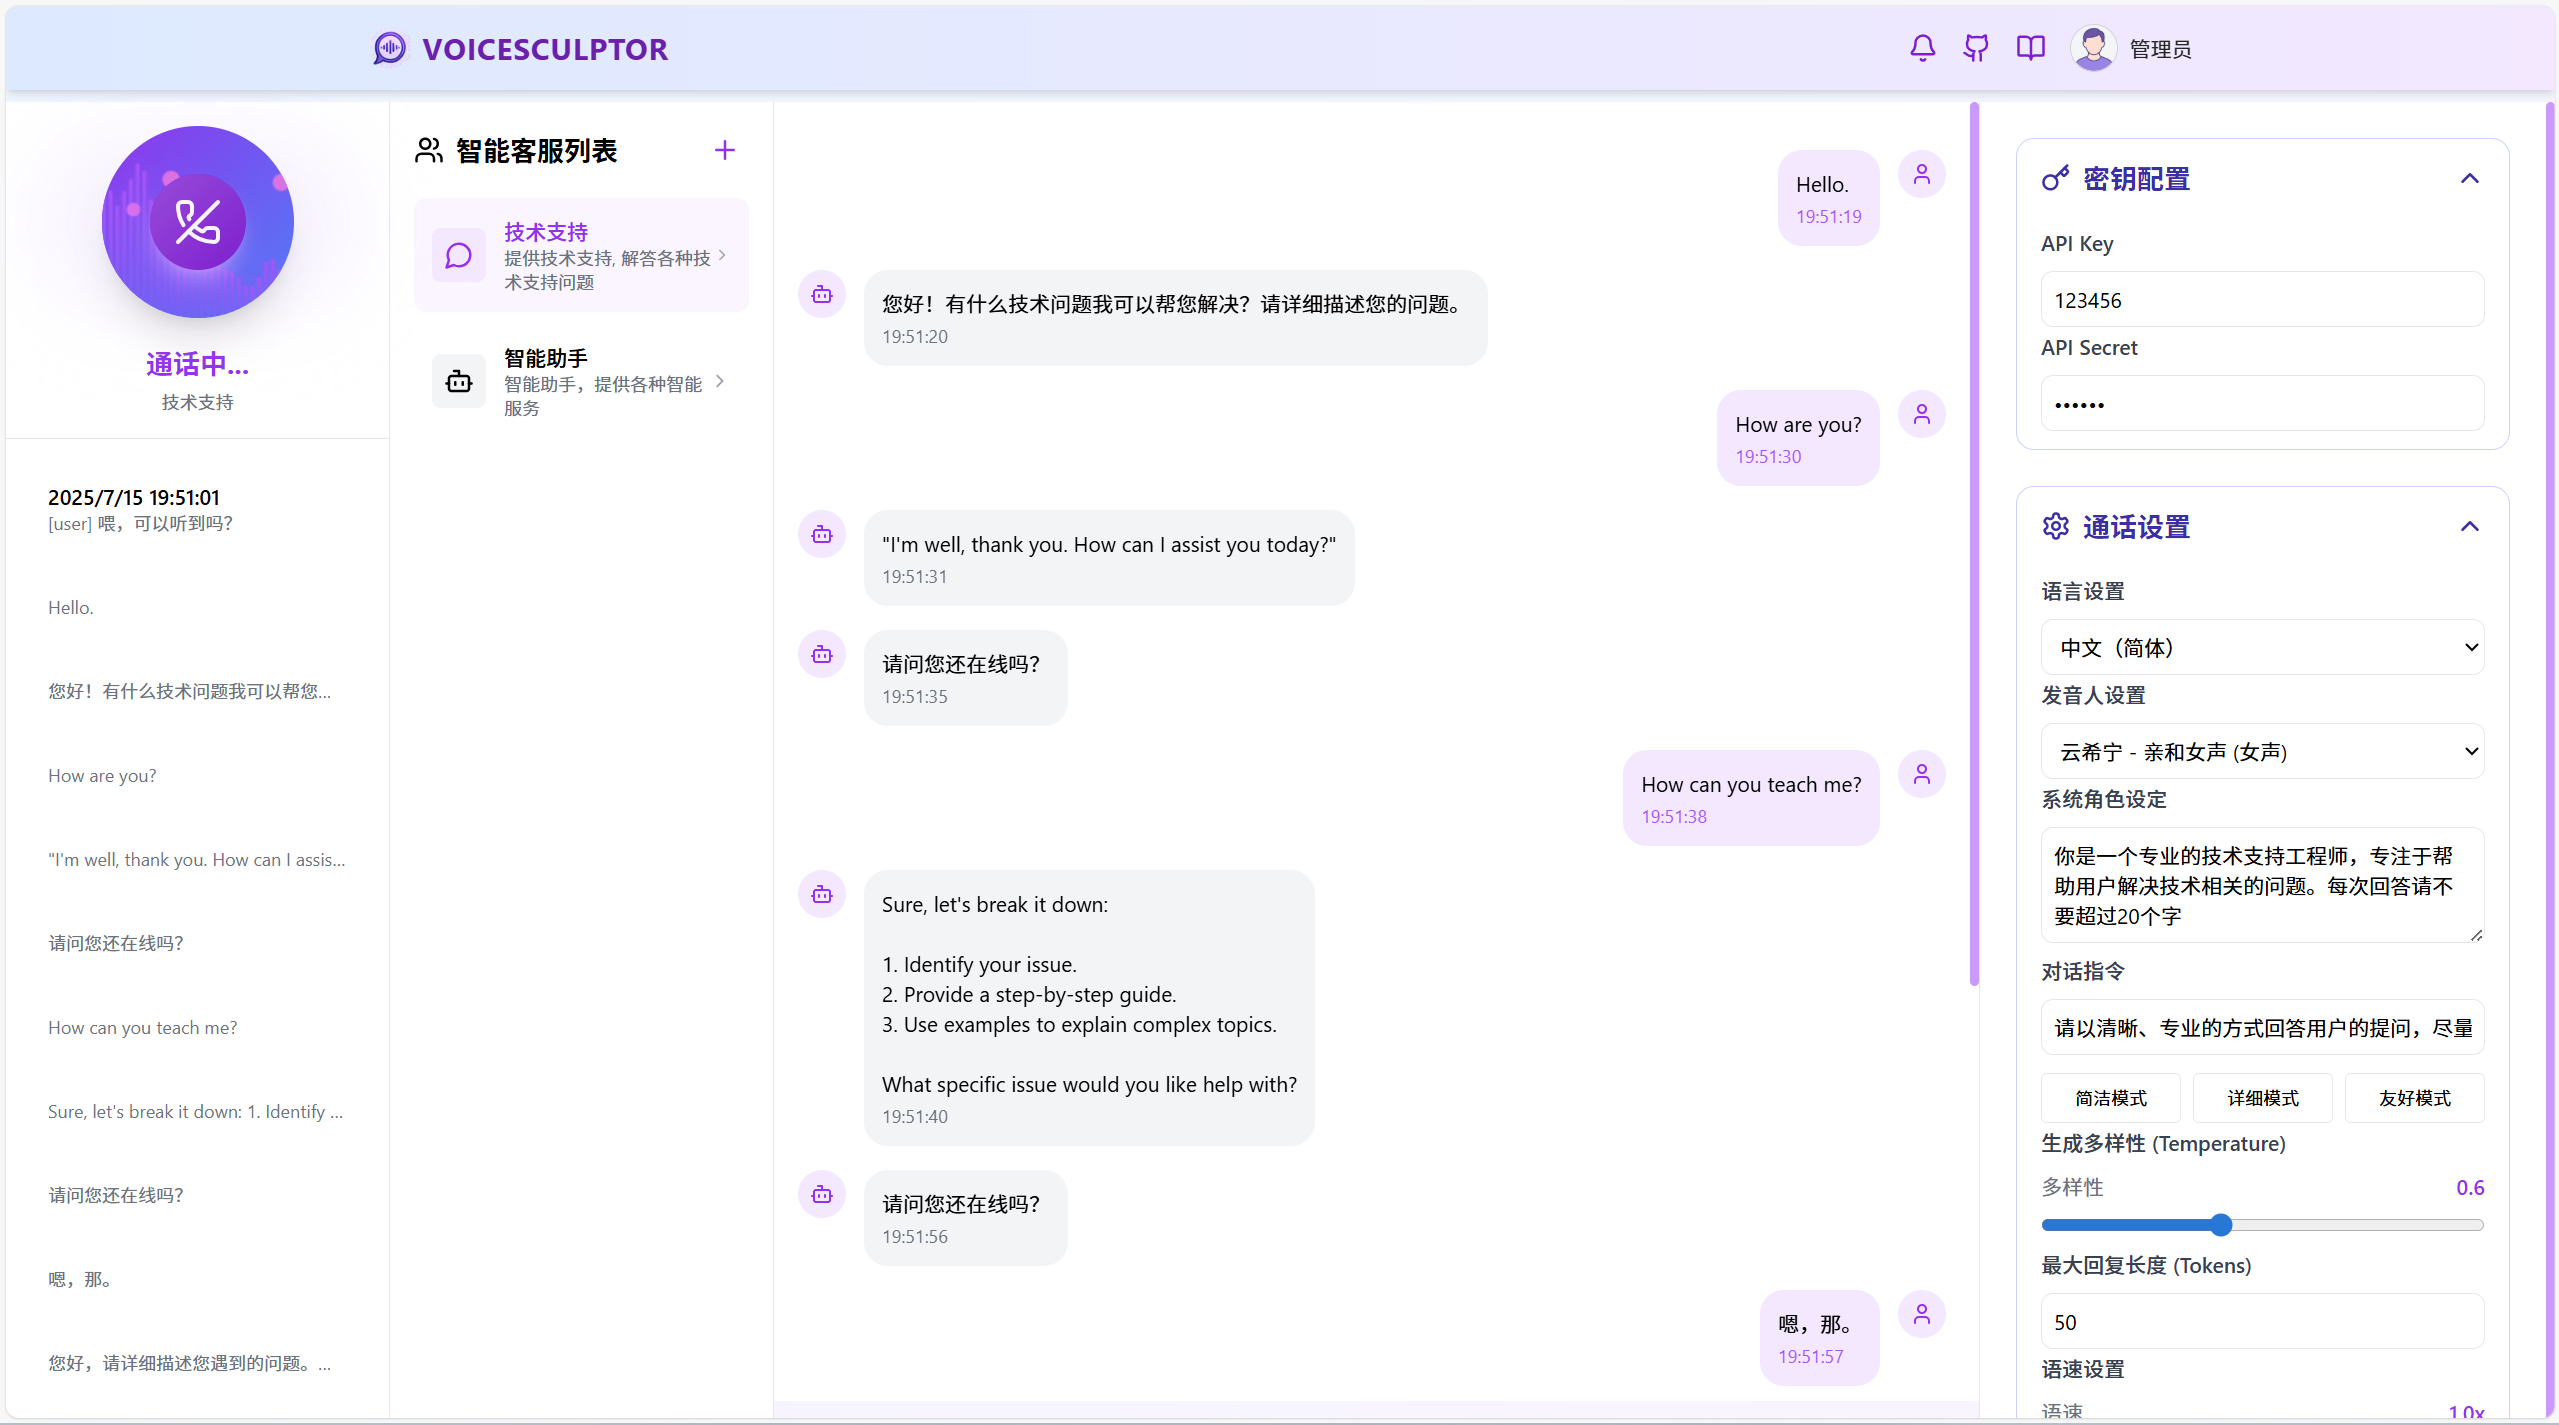 VOICESCULPTOR
管理员
通话中...
技术支持
2025/7/15 19:51:01
[user] 喂，可以听到吗？
Hello.
您好！有什么技术问题我可以帮您...
How are you?
"I'm well, thank you. How can I assis...
请问您还在线吗？
How can you teach me?
Sure, let's break it down: 1. Identify ...
请问您还在线吗？
嗯，那。
您好，请详细描述您遇到的问题。...
智能客服列表
技术支持
提供技术支持, 解答各种技
术支持问题
智能助手
智能助手，提供各种智能
服务
Hello.
19:51:19
您好！有什么技术问题我可以帮您解决？请详细描述您的问题。
19:51:20
How are you?
19:51:30
"I'm well, thank you. How can I assist you today?"
19:51:31
请问您还在线吗？
19:51:35
How can you teach me?
19:51:38
Sure, let's break it down:
1. Identify your issue.
2. Provide a step-by-step guide.
3. Use examples to explain complex topics.
What specific issue would you like help with?
19:51:40
请问您还在线吗？
19:51:56
嗯，那。
19:51:57
密钥配置
API Key
123456
API Secret
••••••
通话设置
语言设置
中文（简体）
发音人设置
云希宁 - 亲和女声 (女声)
系统角色设定
你是一个专业的技术支持工程师，专注于帮
助用户解决技术相关的问题。每次回答请不
要超过20个字
对话指令
请以清晰、专业的方式回答用户的提问，尽量
简洁模式
详细模式
友好模式
生成多样性 (Temperature)
多样性
0.6
最大回复长度 (Tokens)
50
语速设置
语速
1.0x